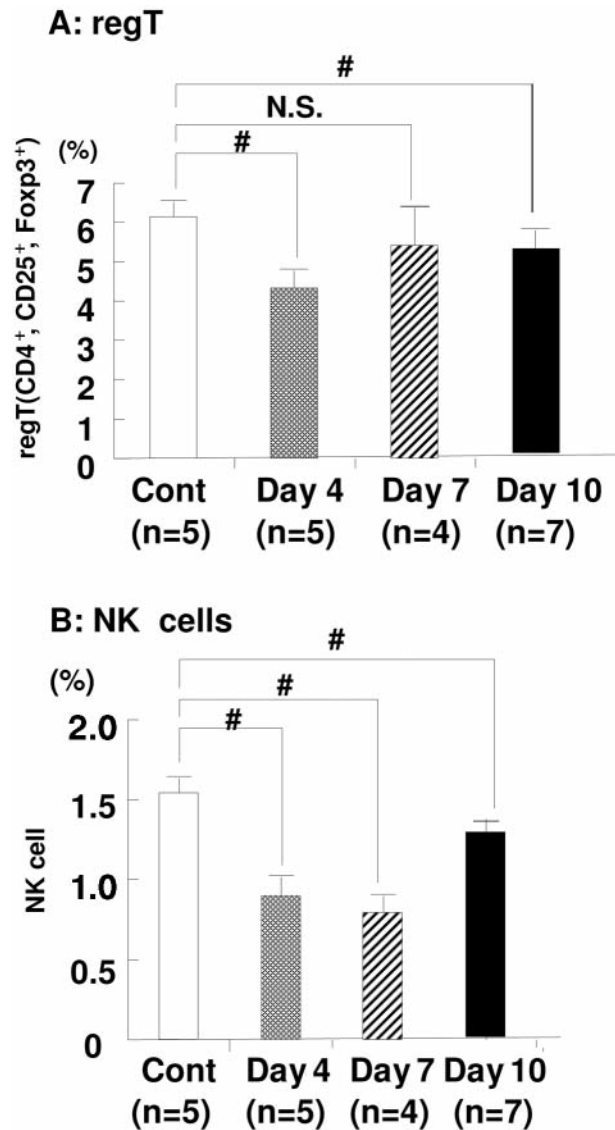 A: regT
#
N.S.
(%)
#
7
6
5
4
3
2
1
0
regT(CD4+, CD25+, Foxp3+)
Cont Day 4 Day 7 Day 10
(n=5) (n=5) (n=4) (n=7)
B: NK cells
#
(%)
#
#
2.0
1.5
1.0
0.5
0
NK cell
Cont Day 4 Day 7 Day 10
(n=5) (n=5) (n=4) (n=7)